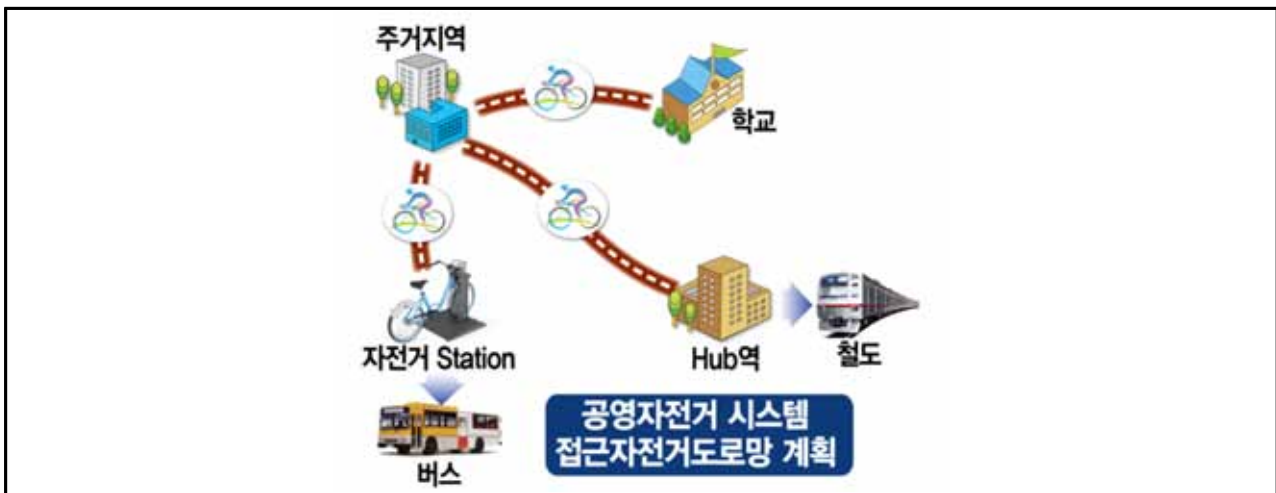 주거지역
학교
자전거 Station
Hub역
철도
버스
공영자전거 시스템
접근자전거도로망 계획